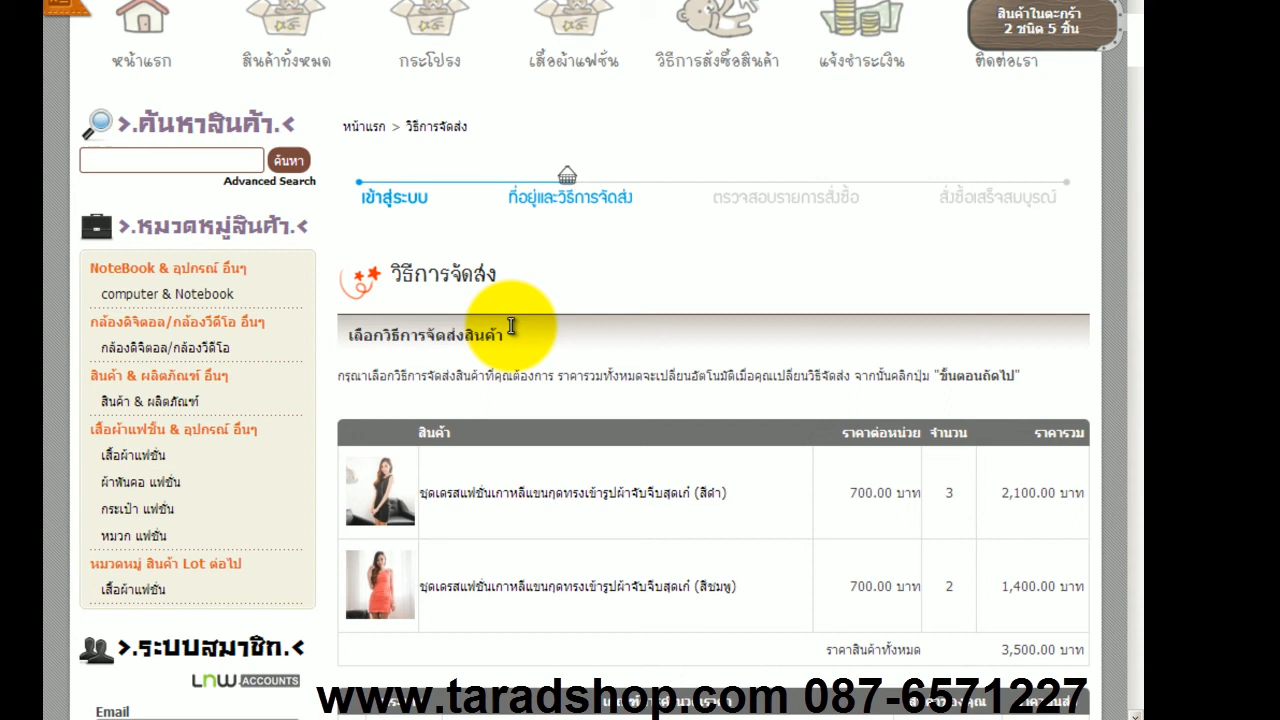 สินค้าในตะกร้า
2 ชนิด 5 ชิ้น
หน้าแรก
สินค้าทั้งหมด
กระโปรง
เสื้อผ้าแฟชั่น
วิธีการสั่งซื้อสินค้า
แจ้งชำระเงิน
ติดต่อเรา
>.ค้นหาสินค้า.<
ค้นหา
Advanced Search
>.หมวดหมู่สินค้า.<
NoteBook & อุปกรณ์ อื่นๆ
computer & Notebook
กล้องดิจิตอล/กล้องวีดีโอ อื่นๆ
กล้องดิจิตอล/กล้องวีดีโอ
สินค้า & ผลิตภัณฑ์ อื่นๆ
สินค้า & ผลิตภัณฑ์
เสื้อผ้าแฟชั่น & อุปกรณ์ อื่นๆ
เสื้อผ้าแฟชั่น
ผ้าพันคอ แฟชั่น
กระเป๋า แฟชั่น
หมวก แฟชั่น
หมวดหมู่ สินค้า Lot ต่อไป
เสื้อผ้าแฟชั่น
>.ระบบสมาชิก.<
LnW ACCOUNTS
Email
หน้าแรก > วิธีการจัดส่ง
เข้าสู่ระบบ
ที่อยู่และวิธีการจัดส่ง
ตรวจสอบรายการสั่งซื้อ
สั่งซื้อเสร็จสมบูรณ์
วิธีการจัดส่ง
เลือกวิธีการจัดส่งสินค้า
กรุณาเลือกวิธีการจัดส่งสินค้าที่คุณต้องการ ราคารวมทั้งหมดจะเปลี่ยนอัตโนมัติเมื่อคุณเปลี่ยนวิธีจัดส่ง จากนั้นคลิกปุ่ม "ขั้นตอนถัดไป"
สินค้า ราคาต่อหน่วย จำนวน ราคารวม
ชุดเดรสแฟชั่นเกาหลีแขนกุดทรงเข้ารูปผ้าจับจีบสุดเก๋ (สีดำ) 700.00 บาท 3 2,100.00 บาท
ชุดเดรสแฟชั่นเกาหลีแขนกุดทรงเข้ารูปผ้าจับจีบสุดเก๋ (สีชมพู) 700.00 บาท 2 1,400.00 บาท
ราคาสินค้าทั้งหมด 3,500.00 บาท
www.taradshop.com 087-6571227